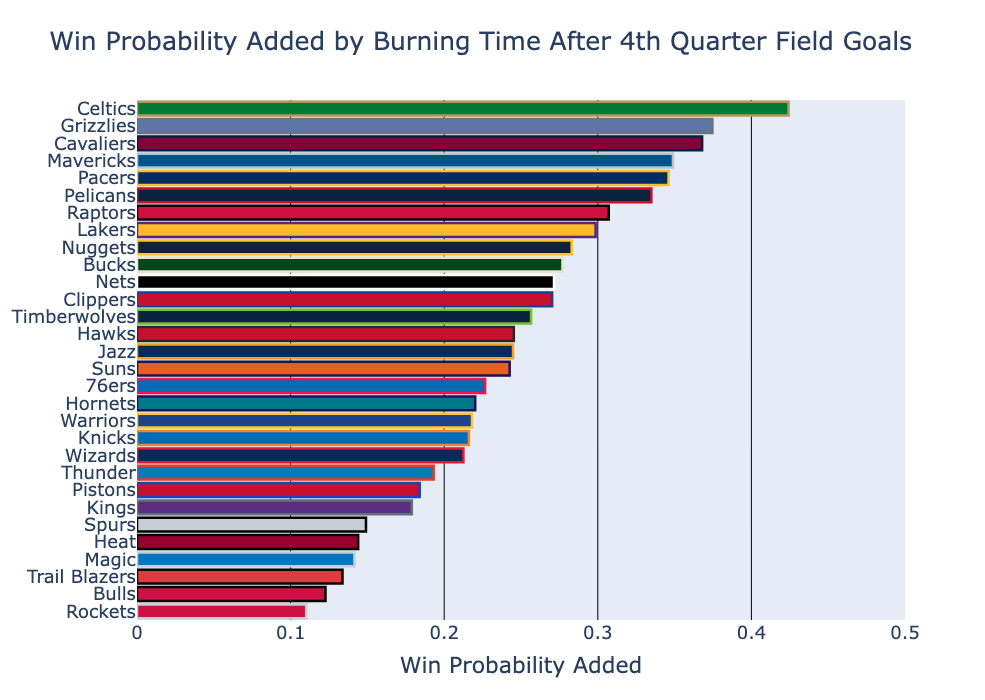 Win Probability Added by Burning Time After 4th Quarter Field Goals
Celtics
Grizzlies
Cavaliers
Mavericks
Pacers
Pelicans
Raptors
Lakers
Nuggets
Bucks
Nets
Clippers
Timberwolves
Hawks
Jazz
Suns
76ers
Hornets
Warriors
Knicks
Wizards
Thunder
Pistons
Kings
Spurs
Heat
Magic
Trail Blazers
Bulls
Rockets
0 0.1 0.2 0.3 0.4 0.5
Win Probability Added